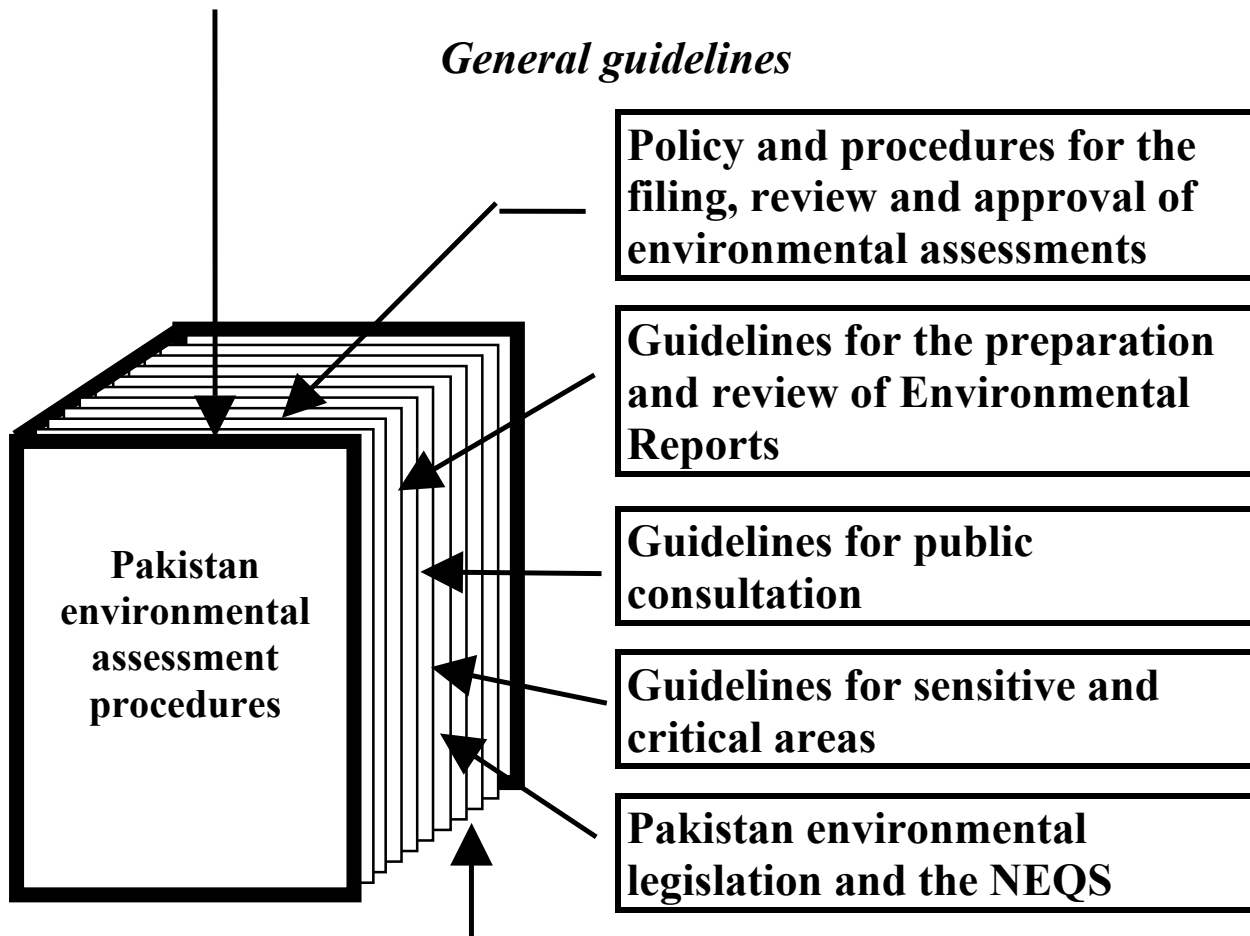 General guidelines
Policy and procedures for the
filing, review and approval of
environmental assessments
Guidelines for the preparation
and review of Environmental
Reports
Guidelines for public
consultation
Guidelines for sensitive and
critical areas
Pakistan environmental
legislation and the NEQS
Pakistan
environmental
assessment
procedures